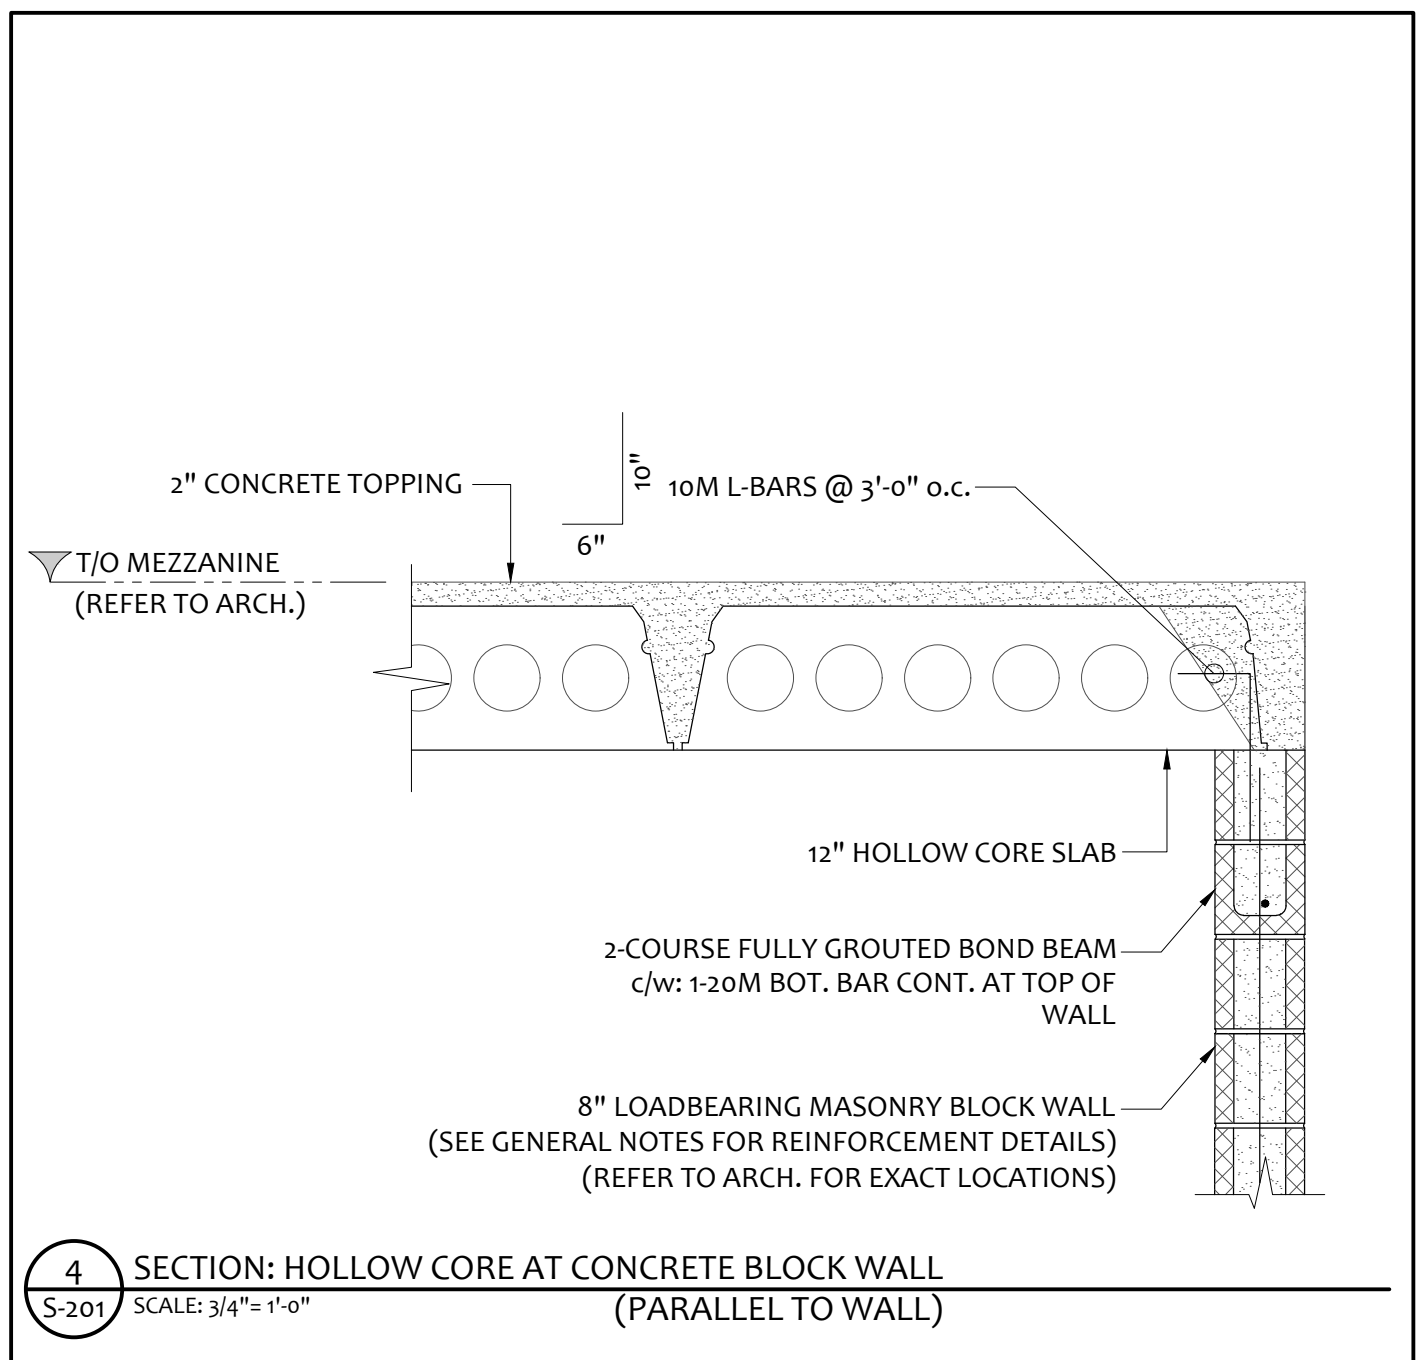 10"
2" CONCRETE TOPPING
10M L-BARS @ 3'-0" o.c.
6"
T/O MEZZANINE
(REFER TO ARCH.)
12" HOLLOW CORE SLAB
2-COURSE FULLY GROUTED BOND BEAM
c/w: 1-20M BOT. BAR CONT. AT TOP OF
WALL
8" LOADBEARING MASONRY BLOCK WALL
(SEE GENERAL NOTES FOR REINFORCEMENT DETAILS)
(REFER TO ARCH. FOR EXACT LOCATIONS)
4
S-201
SECTION: HOLLOW CORE AT CONCRETE BLOCK WALL
SCALE: 3/4"= 1'-0"
(PARALLEL TO WALL)